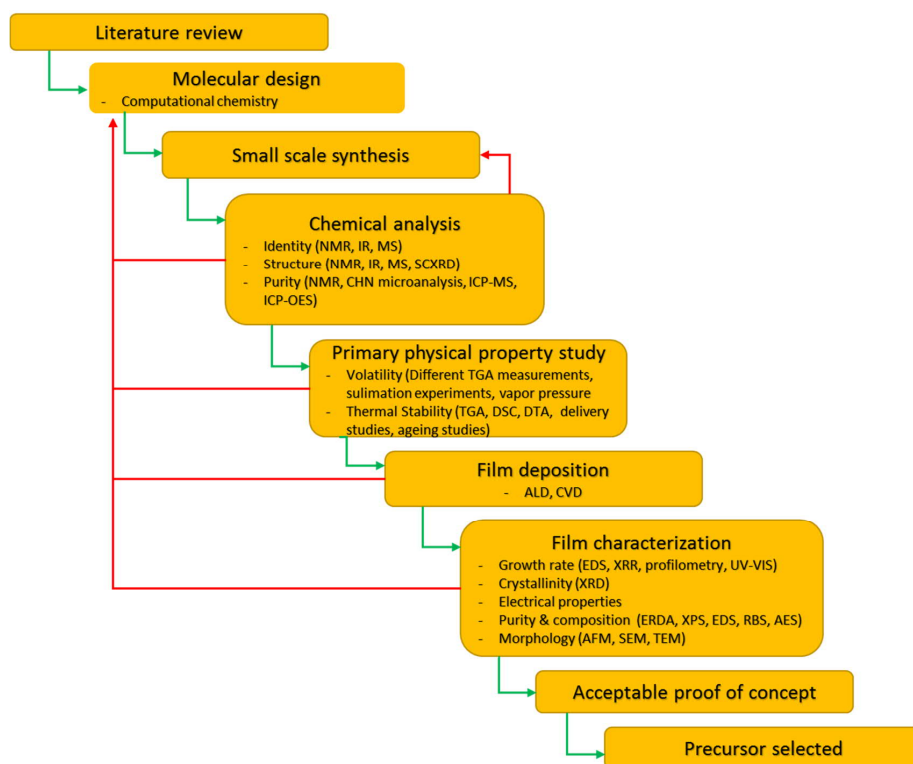 Literature review
Molecular design
- Computational chemistry
Small scale synthesis
Chemical analysis
- Identity (NMR, IR, MS)
- Structure (NMR, IR, MS, SCXRD)
- Purity (NMR, CHN microanalysis, ICP-MS,
ICP-OES)
Primary physical property study
- Volatility (Different TGA measurements,
sulimation experiments, vapor pressure
- Thermal Stability (TGA, DSC, DTA, delivery
studies, ageing studies)
Film deposition
- ALD, CVD
Film characterization
- Growth rate (EDS, XRR, profilometry, UV-VIS)
- Crystallinity (XRD)
- Electrical properties
- Purity & composition (ERDA, XPS, EDS, RBS, AES)
- Morphology (AFM, SEM, TEM)
Acceptable proof of concept
Precursor selected